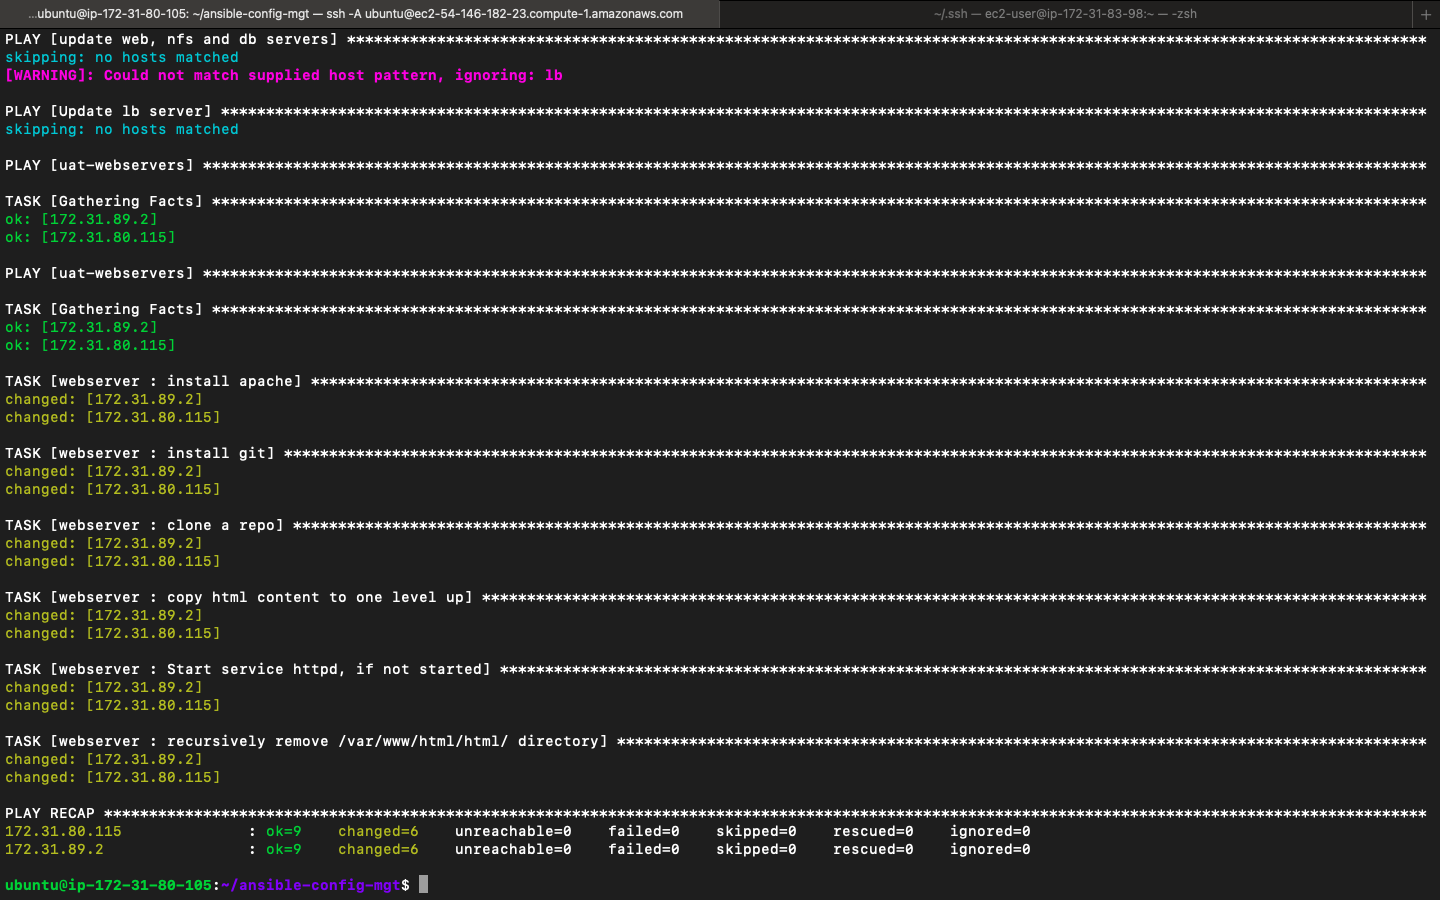 ...ubuntu@ip-172-31-80-105: ~/ansible-config-mgt — ssh -A ubuntu@ec2-54-146-182-23.compute-1.amazonaws.com
~/.ssh — ec2-user@ip-172-31-83-98:~ — -zsh
+
PLAY [update web, nfs and db servers] ************************************************************************************************************************
skipping: no hosts matched
[WARNING]: Could not match supplied host pattern, ignoring: lb
PLAY [Update lb server] **************************************************************************************************************************************
skipping: no hosts matched
PLAY [uat-webservers] ****************************************************************************************************************************************
TASK [Gathering Facts] ***************************************************************************************************************************************
ok: [172.31.89.2]
ok: [172.31.80.115]
PLAY [uat-webservers] ****************************************************************************************************************************************
TASK [Gathering Facts] ***************************************************************************************************************************************
ok: [172.31.89.2]
ok: [172.31.80.115]
TASK [webserver : install apache] ****************************************************************************************************************************
changed: [172.31.89.2]
changed: [172.31.80.115]
TASK [webserver : install git] *******************************************************************************************************************************
changed: [172.31.89.2]
changed: [172.31.80.115]
TASK [webserver : clone a repo] ******************************************************************************************************************************
changed: [172.31.89.2]
changed: [172.31.80.115]
TASK [webserver : copy html content to one level up] *********************************************************************************************************
changed: [172.31.89.2]
changed: [172.31.80.115]
TASK [webserver : Start service httpd, if not started] *******************************************************************************************************
changed: [172.31.89.2]
changed: [172.31.80.115]
TASK [webserver : recursively remove /var/www/html/html/ directory] ******************************************************************************************
changed: [172.31.89.2]
changed: [172.31.80.115]
PLAY RECAP ***************************************************************************************************************************************************
172.31.80.115              : ok=9    changed=6    unreachable=0    failed=0    skipped=0    rescued=0    ignored=0
172.31.89.2                : ok=9    changed=6    unreachable=0    failed=0    skipped=0    rescued=0    ignored=0
ubuntu@ip-172-31-80-105:~/ansible-config-mgt$